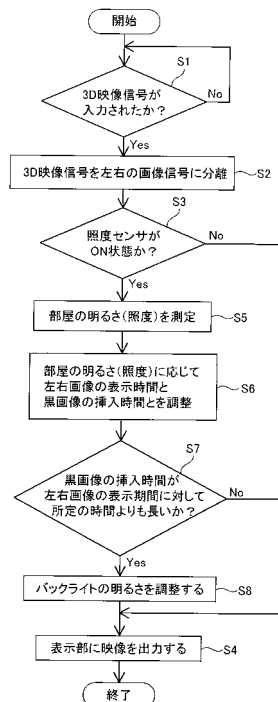 開始
S1
3D映像信号が
入力されたか？
No
Yes
3D映像信号を左右の画像信号に分離
S2
S3
照度センサが
ON状態か？
No
Yes
部屋の明るさ(照度)を測定
S5
部屋の明るさ(照度)に応じて
左右画像の表示時間と
黒画像の挿入時間とを調整
S6
S7
黒画像の挿入時間が
左右画像の表示期間に対して
所定の時間よりも長いか？
No
Yes
バックライトの明るさを調整する
S8
表示部に映像を出力する
S4
終了